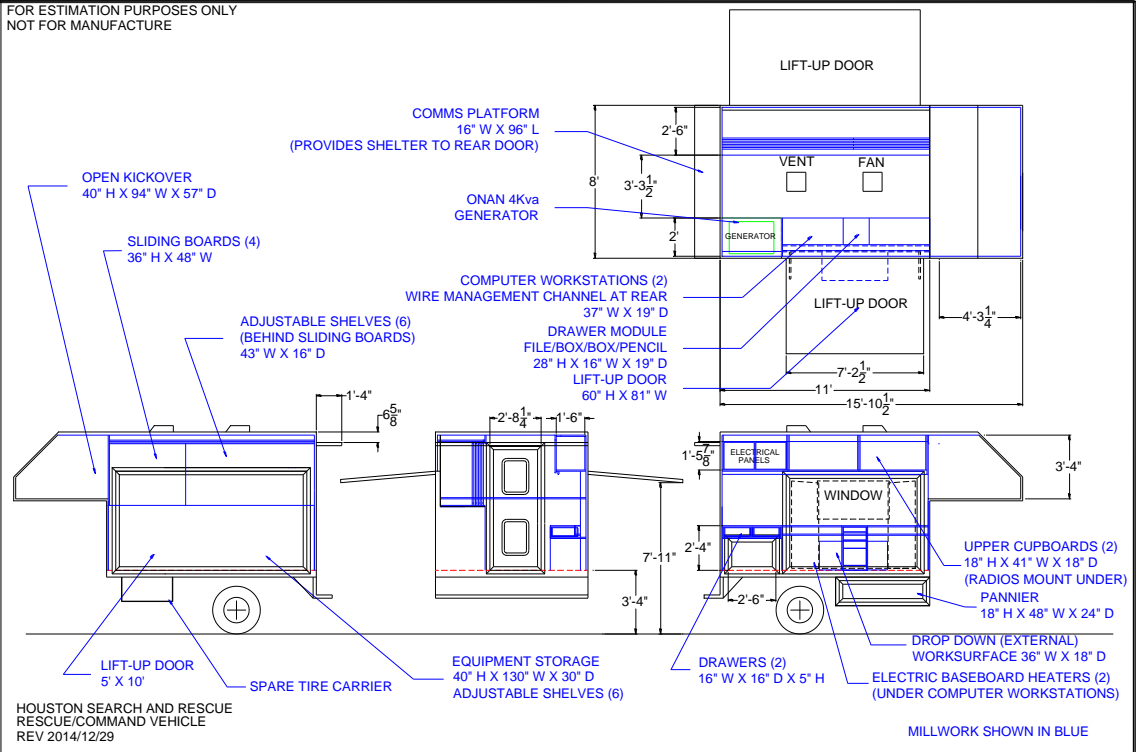 FOR ESTIMATION PURPOSES ONLY
NOT FOR MANUFACTURE
LIFT-UP DOOR
COMMS PLATFORM
16" W X 96" L
(PROVIDES SHELTER TO REAR DOOR)
2'-6"
VENT
FAN
OPEN KICKOVER
40" H X 94" W X 57" D
8'
3'-3 1/2"
ONAN 4Kva
GENERATOR
2'
GENERATOR
SLIDING BOARDS (4)
36" H X 48" W
COMPUTER WORKSTATIONS (2)
WIRE MANAGEMENT CHANNEL AT REAR
37" W X 19" D
LIFT-UP DOOR
4'-3 1/4"
ADJUSTABLE SHELVES (6)
(BEHIND SLIDING BOARDS)
43" W X 16" D
DRAWER MODULE
FILE/BOX/BOX/PENCIL
28" H X 16" W X 19" D
LIFT-UP DOOR
60" H X 81" W
7'-2 1/2"
11'
15'-10 1/2"
1'-4"
6 5/8"
2'-8 1/4"
1'-6"
1'-5 7/8"
ELECTRICAL
PANELS
3'-4"
WINDOW
7'-11"
2'-4"
3'-4"
2'-6"
UPPER CUPBOARDS (2)
18" H X 41" W X 18" D
(RADIOS MOUNT UNDER)
PANNIER
18" H X 48" W X 24" D
DROP DOWN (EXTERNAL)
WORKSURFACE 36" W X 18" D
LIFT-UP DOOR
5' X 10'
SPARE TIRE CARRIER
EQUIPMENT STORAGE
40" H X 130" W X 30" D
ADJUSTABLE SHELVES (6)
DRAWERS (2)
16" W X 16" D X 5" H
ELECTRIC BASEBOARD HEATERS (2)
(UNDER COMPUTER WORKSTATIONS)
HOUSTON SEARCH AND RESCUE
RESCUE/COMMAND VEHICLE
REV 2014/12/29
MILLWORK SHOWN IN BLUE